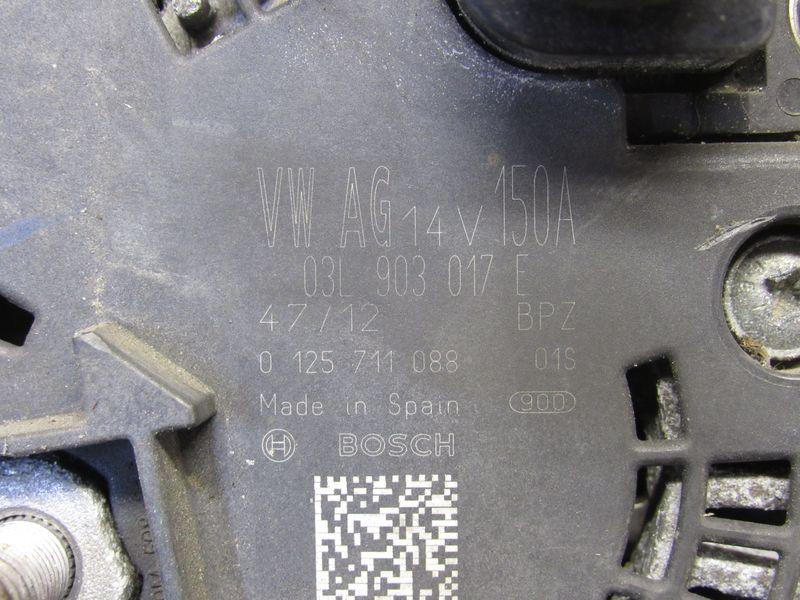 VW AG 14 V 150A
03L 903 017 E
47/12 BPZ
0 125 711 088 01S
Made in Spain 900
BOSCH